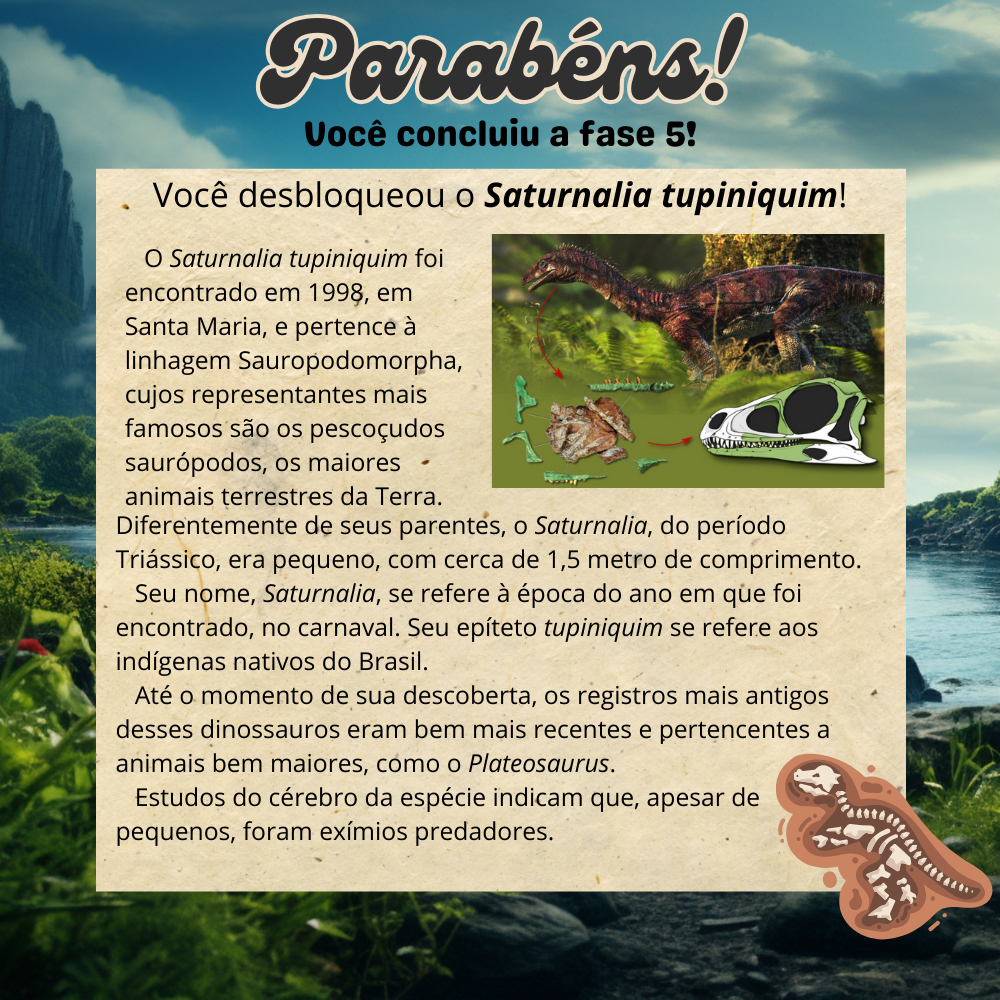 Parabéns!
Você concluiu a fase 5!
Você desbloqueou o Saturnalia tupiniquim!
O Saturnalia tupiniquim foi
encontrado em 1998, em
Santa Maria, e pertence à
linhagem Sauropodomorpha,
cujos representantes mais
famosos são os pescoçudos
saurópodos, os maiores
animais terrestres da Terra.
Diferentemente de seus parentes, o Saturnalia, do período
Triássico, era pequeno, com cerca de 1,5 metro de comprimento.
Seu nome, Saturnalia, se refere à época do ano em que foi
encontrado, no carnaval. Seu epíteto tupiniquim se refere aos
indígenas nativos do Brasil.
Até o momento de sua descoberta, os registros mais antigos
desses dinossauros eram bem mais recentes e pertencentes a
animais bem maiores, como o Plateosaurus.
Estudos do cérebro da espécie indicam que, apesar de
pequenos, foram exímios predadores.